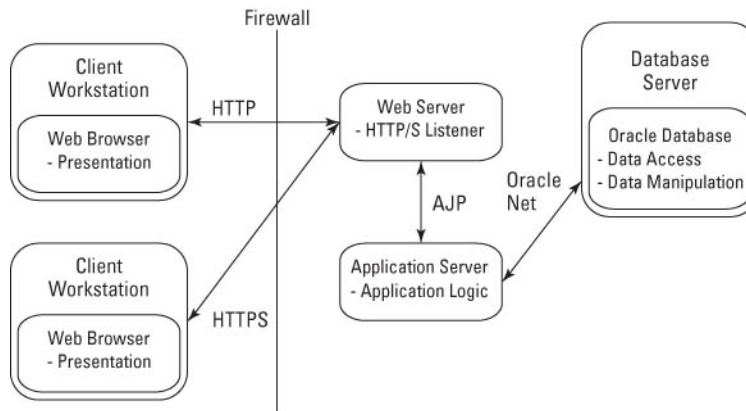 Firewall
Client
Workstation
Web Browser
- Presentation
HTTP
Web Server
- HTTP/S Listener
Database
Server
Oracle Database
- Data Access
- Data Manipulation
Oracle
Net
AJP
Client
Workstation
Web Browser
- Presentation
HTTPS
Application Server
- Application Logic